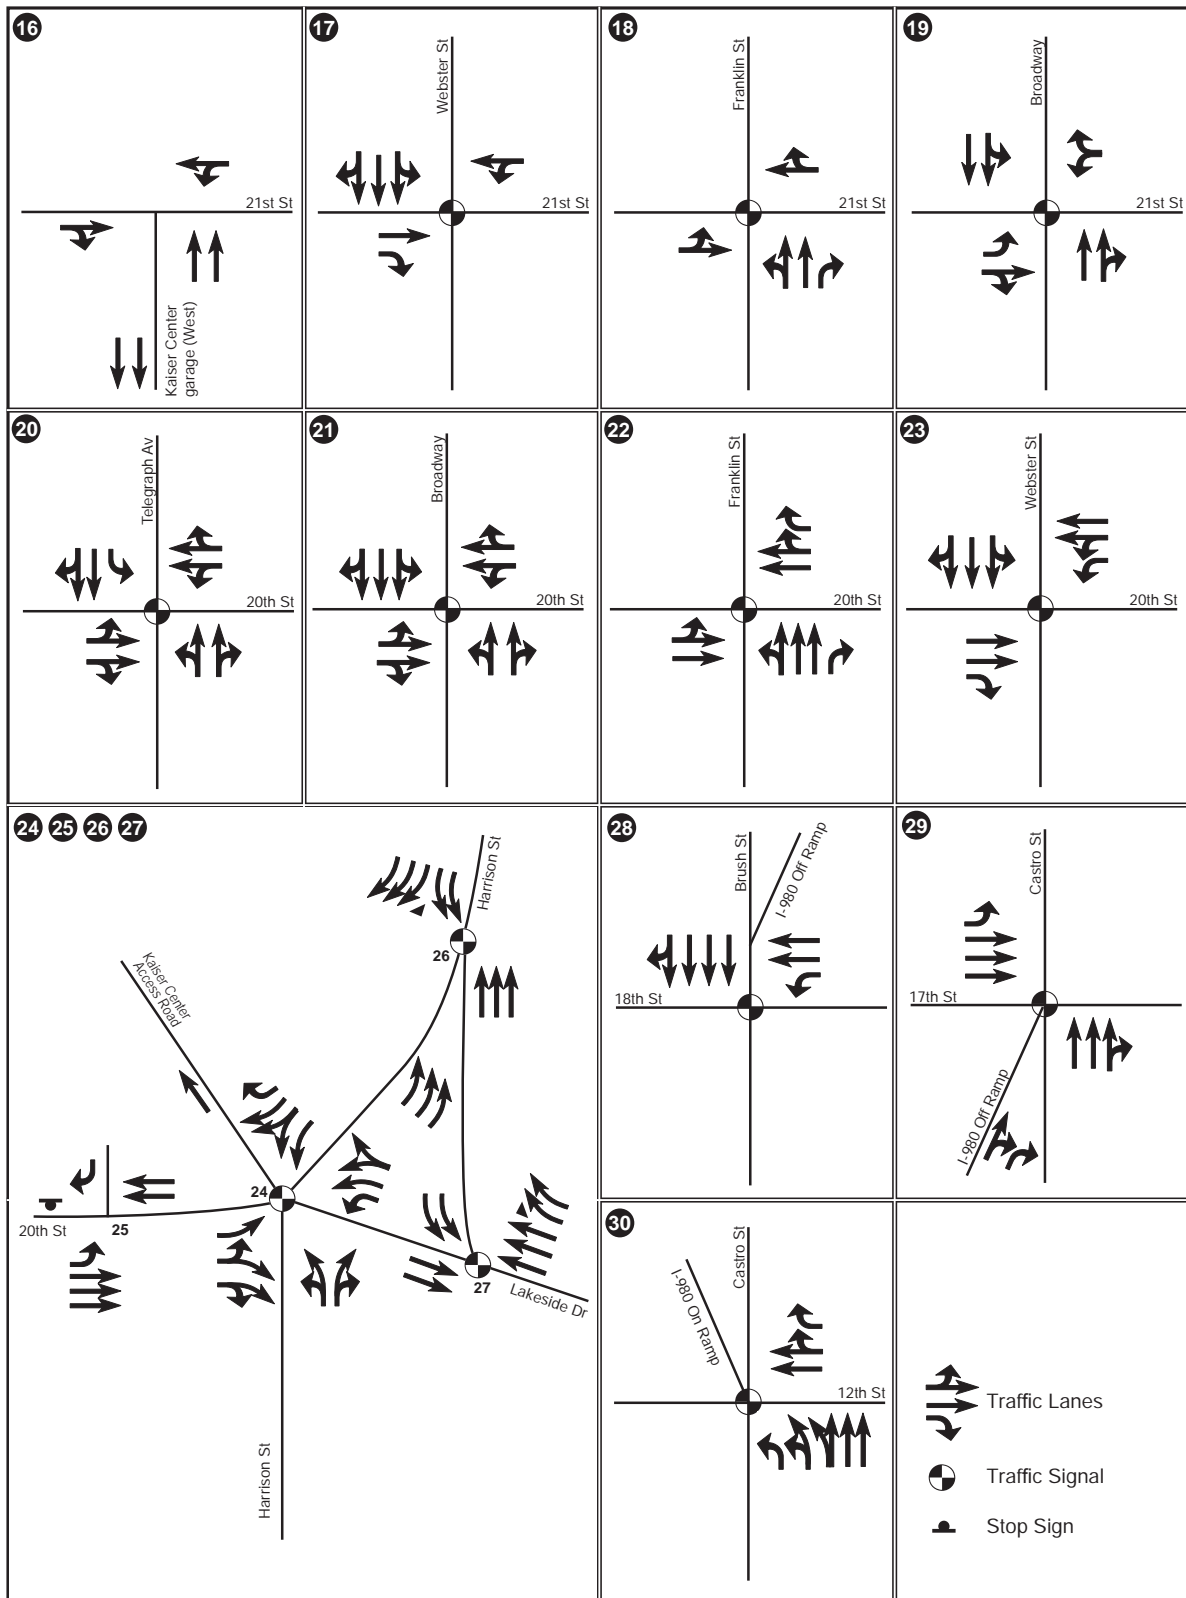 16
21st St
Kaiser Center
garage (West)
17
Webster St
21st St
18
Franklin St
21st St
19
Broadway
21st St
20
Telegraph Av
20th St
21
Broadway
20th St
22
Franklin St
20th St
23
Webster St
20th St
24 25 26 27
Harrison St
26
Kaiser Center
Access Road
24
20th St
25
27
Lakeside Dr
Harrison St
28
Brush St
I-980 Off Ramp
18th St
29
Castro St
17th St
I-980 Off Ramp
30
Castro St
I-980 On Ramp
12th St
Traffic Lanes
Traffic Signal
Stop Sign